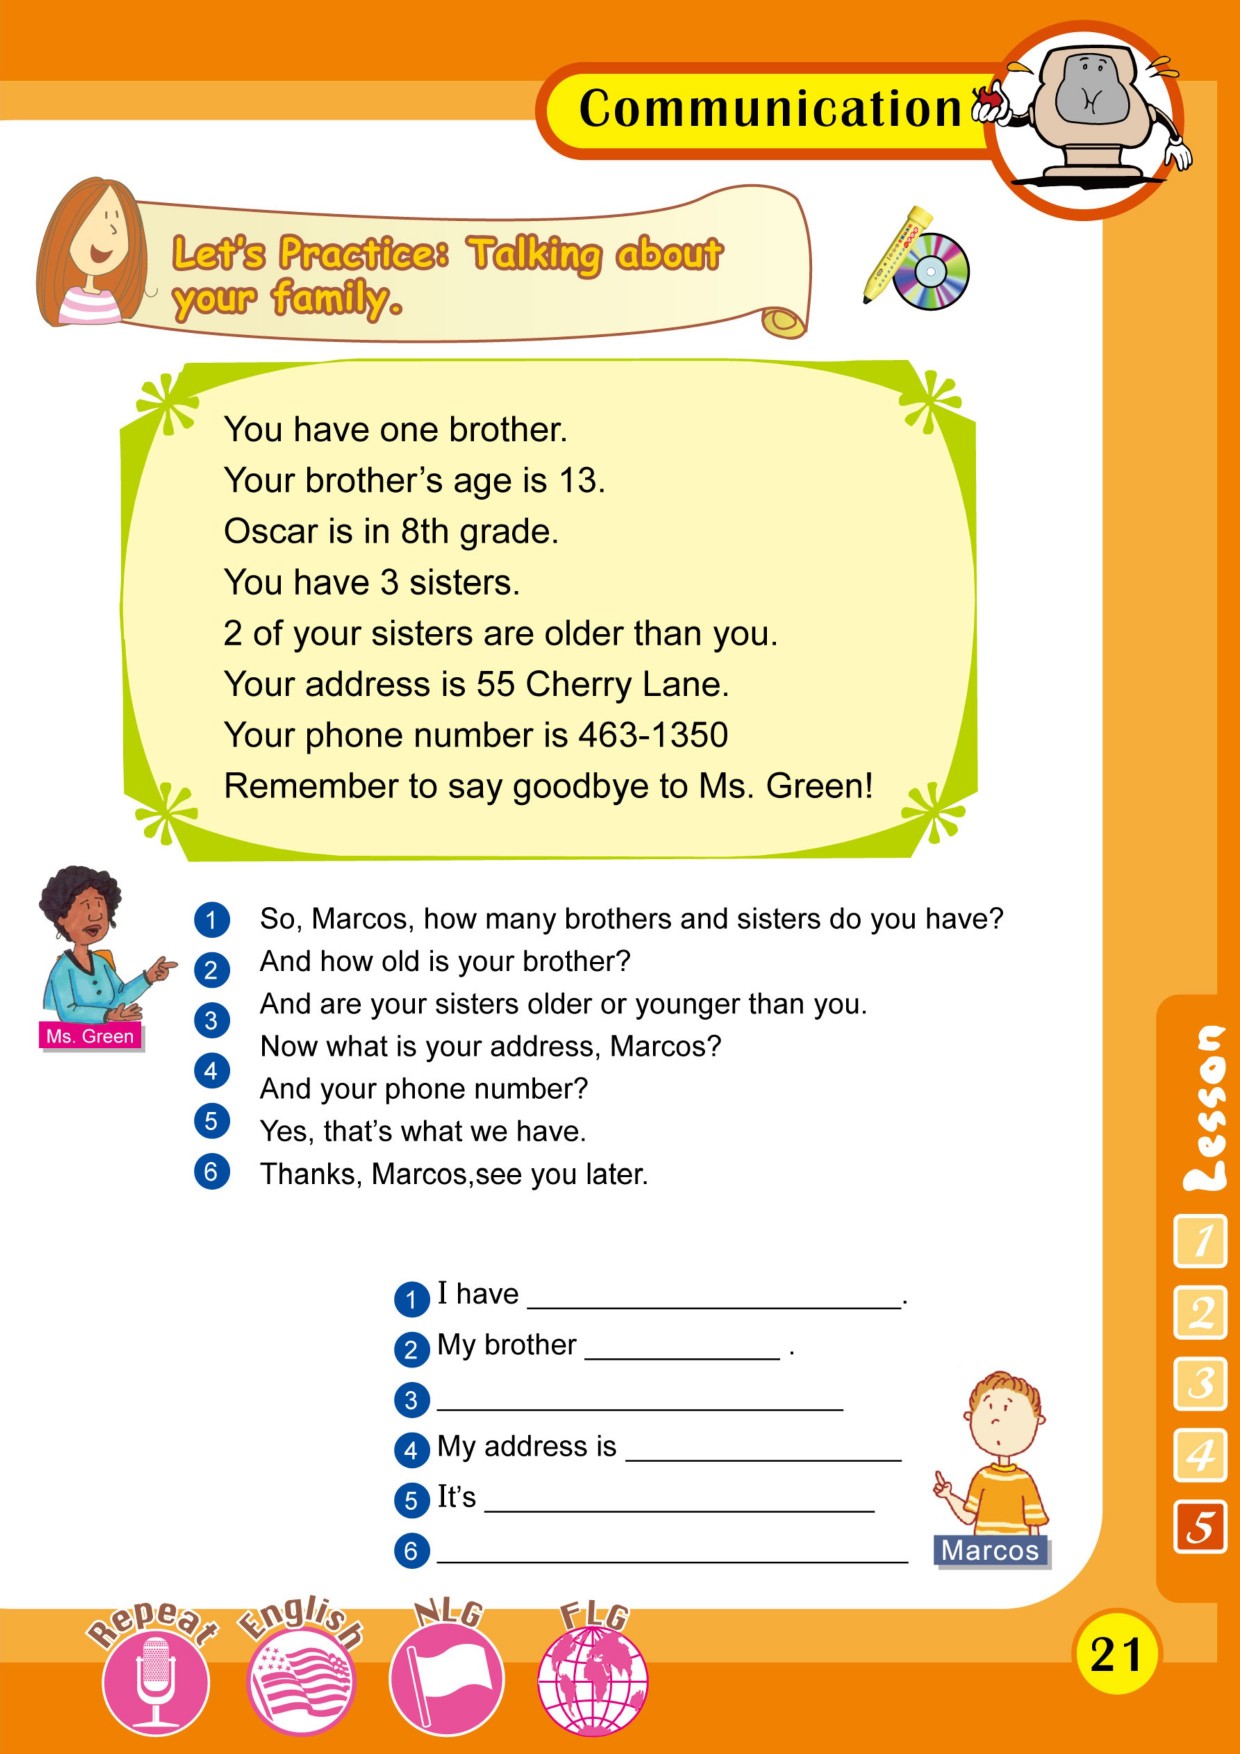 Communication
Let's Practice: Talking about
your family.
You have one brother.
Your brother's age is 13.
Oscar is in 8th grade.
You have 3 sisters.
2 of your sisters are older than you.
Your address is 55 Cherry Lane.
Your phone number is 463-1350
Remember to say goodbye to Ms. Green!
Ms. Green
1 So, Marcos, how many brothers and sisters do you have?
2 And how old is your brother?
3 And are your sisters older or younger than you.
Now what is your address, Marcos?
4 And your phone number?
5 Yes, that's what we have.
6 Thanks, Marcos,see you later.
1 I have ______________________.
2 My brother ____________ .
3 ________________________
4 My address is ________________
5 It's _______________________
6 ____________________________
Marcos
Lesson
1
2
3
4
5
Repeat
English
NLG
FLG
21